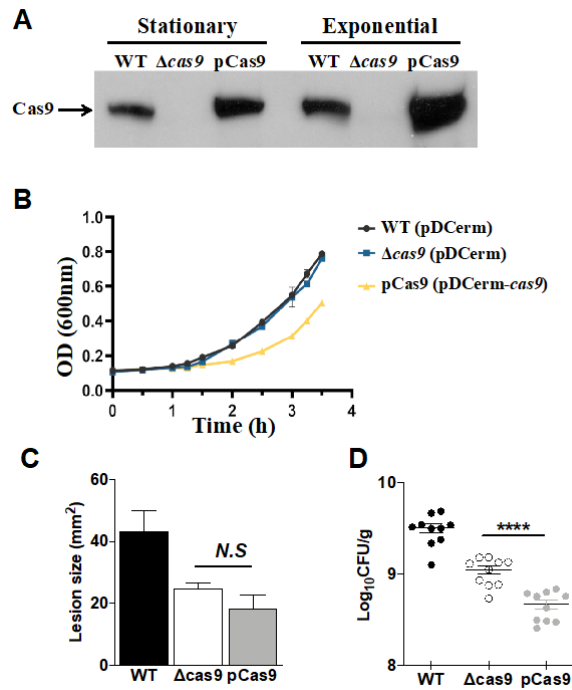 A
Stationary Exponential
WT Δcas9 pCas9 WT Δcas9 pCas9
Cas9
B
1.0
0.8
0.6
0.4
0.2
0.0
OD (600nm)
0 1 2 3 4
Time (h)
WT (pDCerm)
Δcas9 (pDCerm)
pCas9 (pDCerm-cas9)
C
60
40
20
0
Lesion size (mm²)
N.S
WT Δcas9 pCas9
D
10
9
8
Log₁₀CFU/g
****
WT Δcas9 pCas9